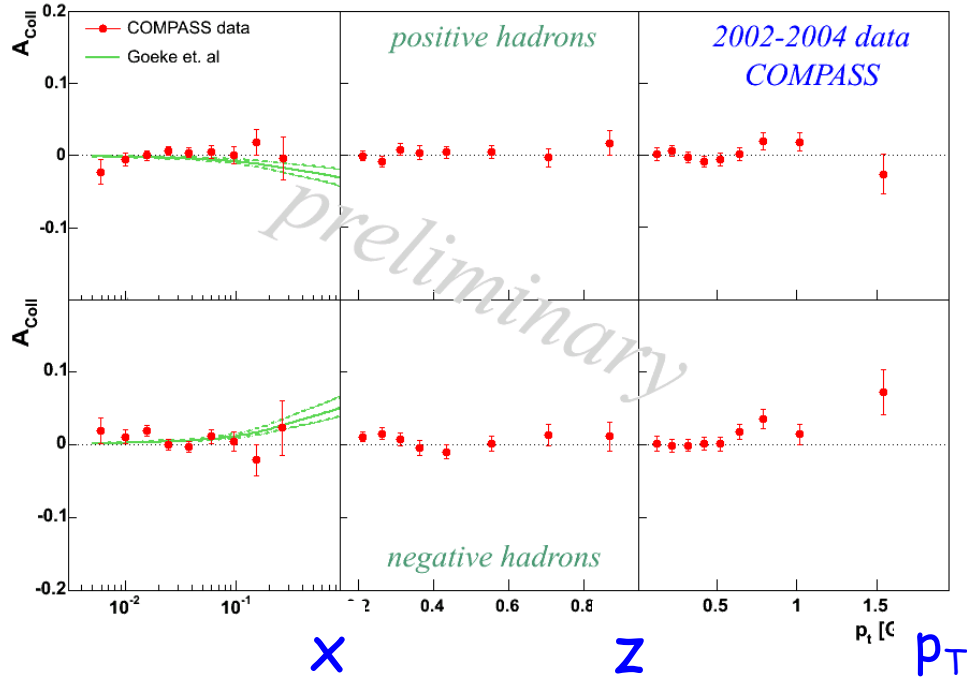 0.2
A_Coll
COMPASS data
Goeke et. al
positive hadrons
2002-2004 data
COMPASS
0.1
0
-0.1
preliminary
A_Coll
0.1
0
-0.1
negative hadrons
-0.2
10⁻² 10⁻¹ 0.4 0.6 0.8 0.5 1 1.5
p_t [
x z p_T